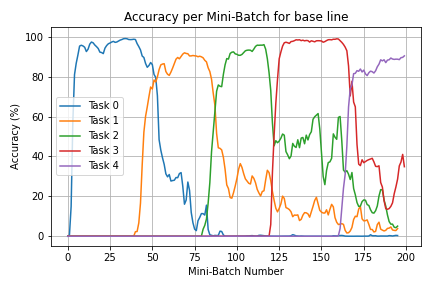 Accuracy per Mini-Batch for base line
Accuracy (%)
100
80
60
40
20
0
Task 0
Task 1
Task 2
Task 3
Task 4
0 25 50 75 100 125 150 175 200
Mini-Batch Number